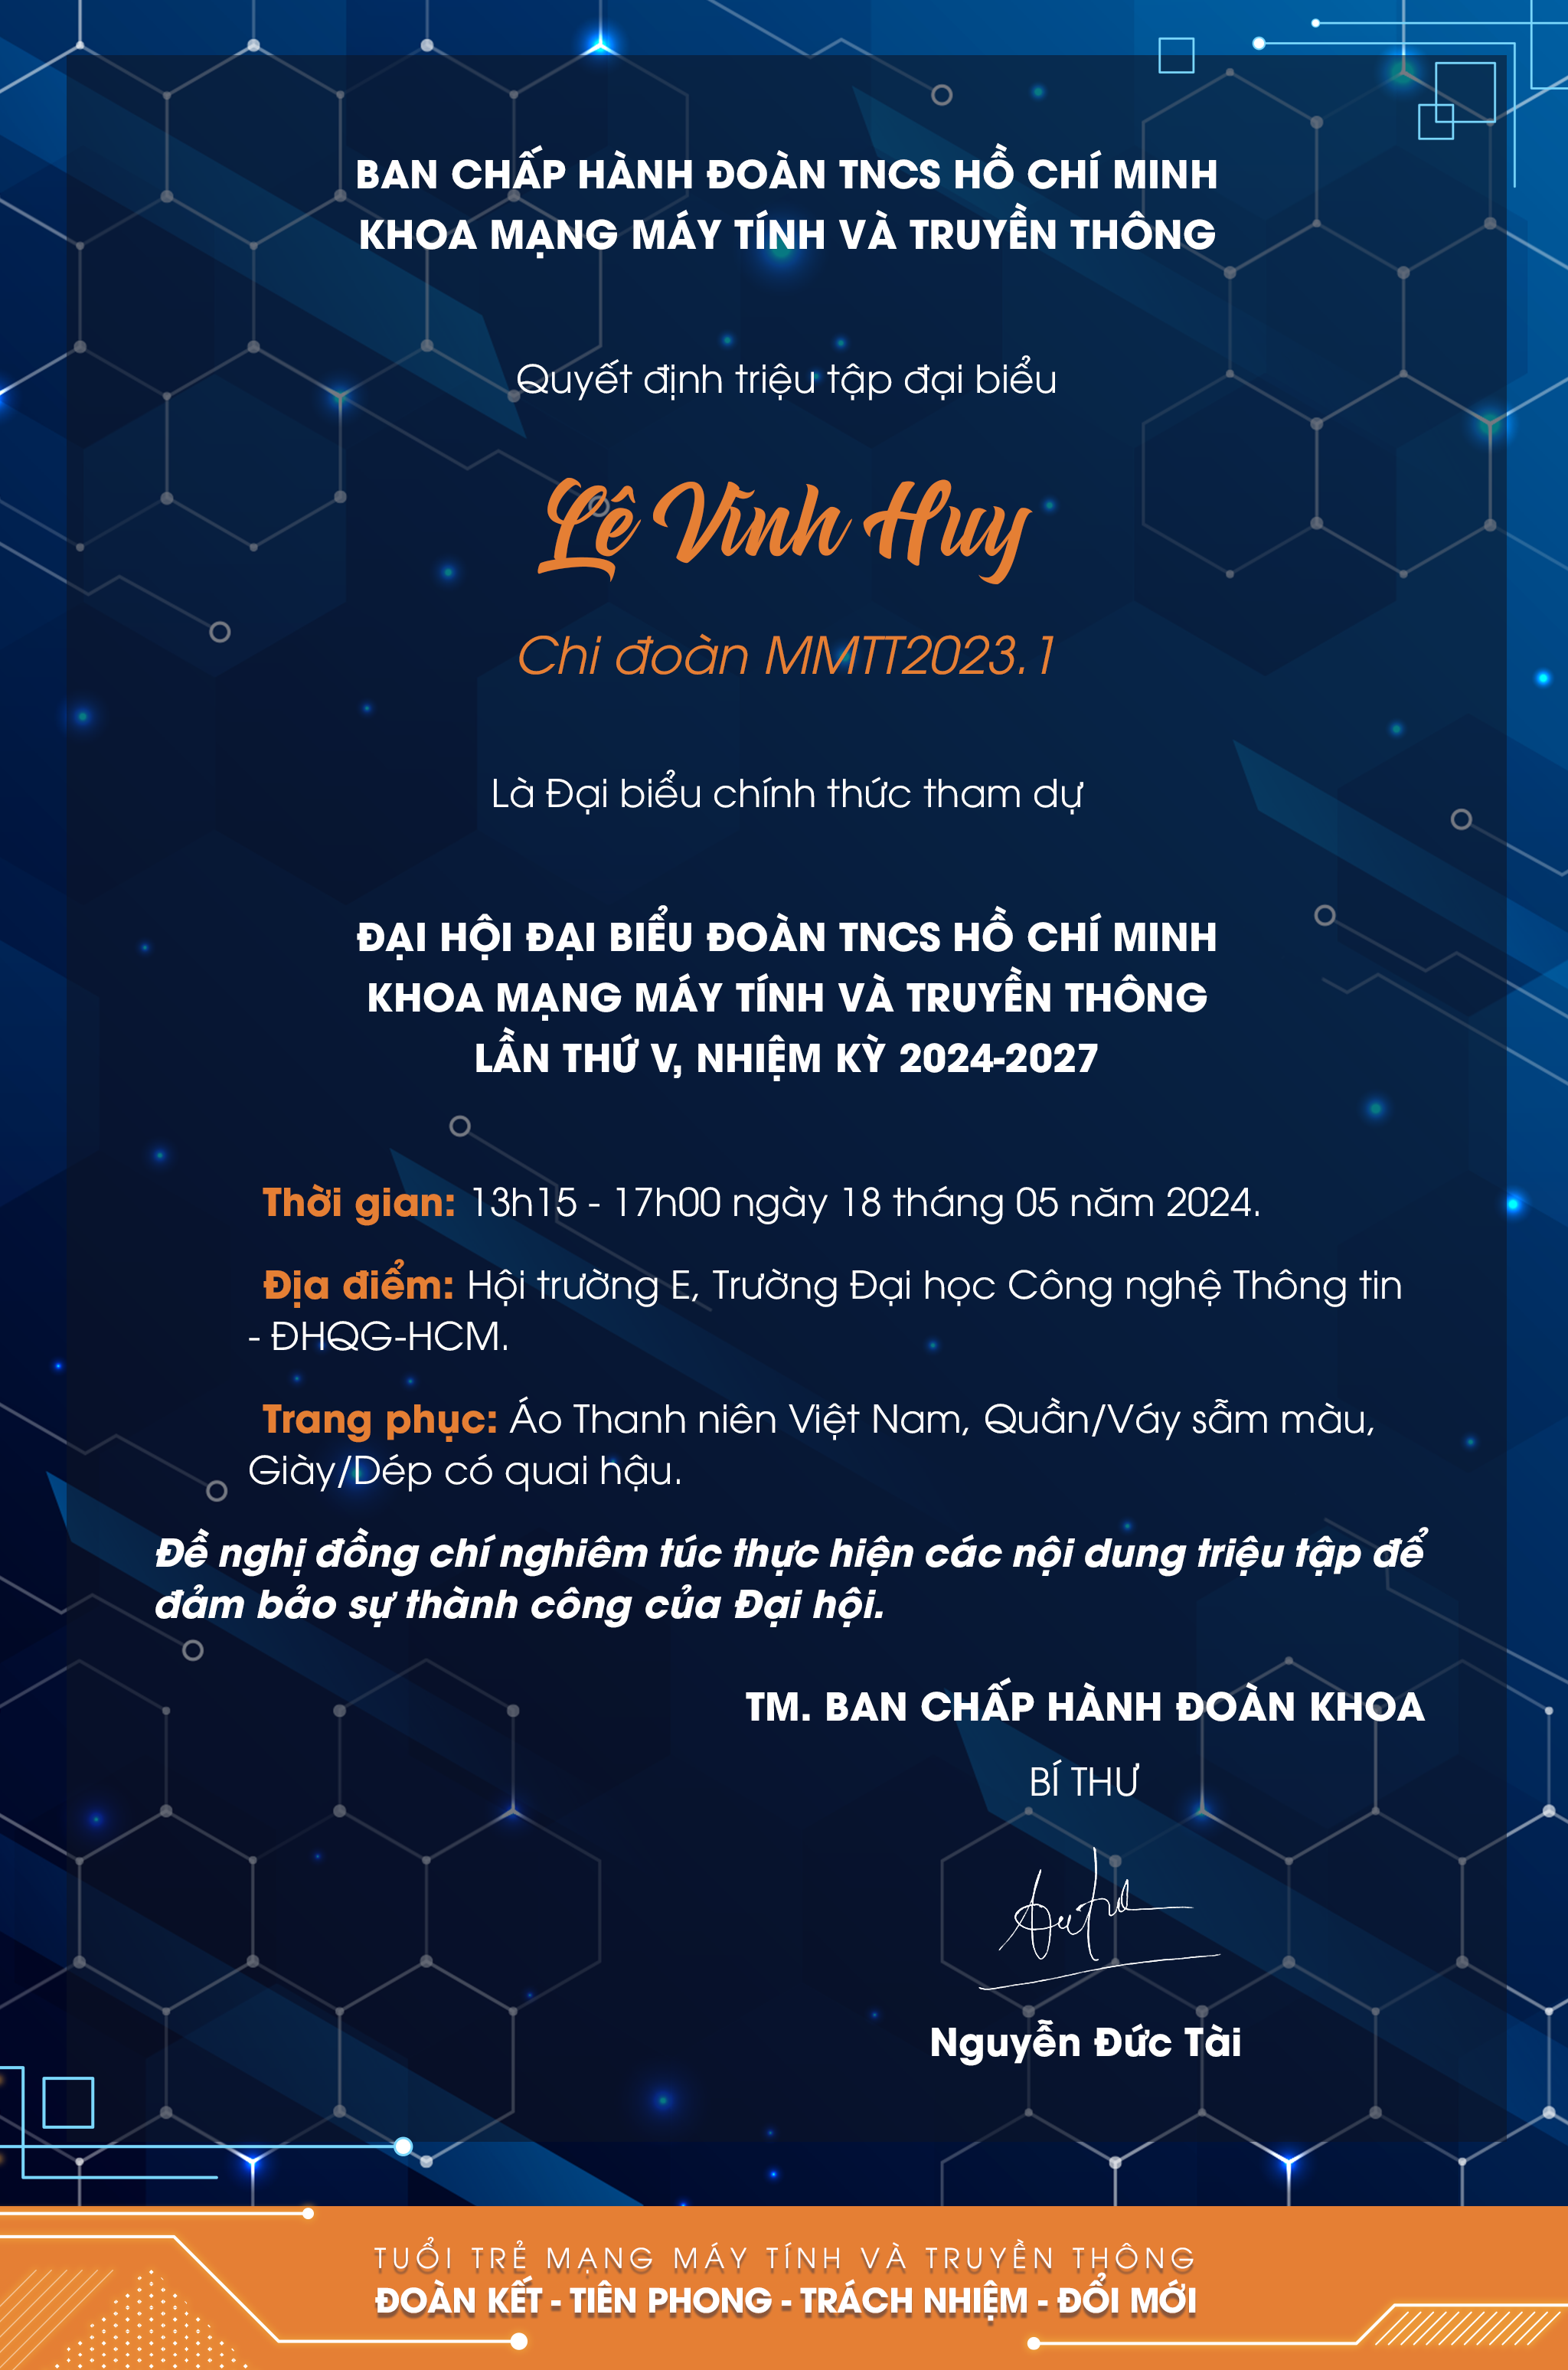 BAN CHẤP HÀNH ĐOÀN TNCS HỒ CHÍ MINH
KHOA MẠNG MÁY TÍNH VÀ TRUYỀN THÔNG
Quyết định triệu tập đại biểu
Lê Vĩnh Huy
Chi đoàn MMTT2023.1
Là Đại biểu chính thức tham dự
ĐẠI HỘI ĐẠI BIỂU ĐOÀN TNCS HỒ CHÍ MINH
KHOA MẠNG MÁY TÍNH VÀ TRUYỀN THÔNG
LẦN THỨ V, NHIỆM KỲ 2024-2027
Thời gian: 13h15 - 17h00 ngày 18 tháng 05 năm 2024.
Địa điểm: Hội trường E, Trường Đại học Công nghệ Thông tin
- ĐHQG-HCM.
Trang phục: Áo Thanh niên Việt Nam, Quần/Váy sẫm màu,
Giày/Dép có quai hậu.
Đề nghị đồng chí nghiêm túc thực hiện các nội dung triệu tập để
đảm bảo sự thành công của Đại hội.
TM. BAN CHẤP HÀNH ĐOÀN KHOA
BÍ THƯ
Nguyễn Đức Tài
TUỔI TRẺ MẠNG MÁY TÍNH VÀ TRUYỀN THÔNG
ĐOÀN KẾT - TIÊN PHONG - TRÁCH NHIỆM - ĐỔI MỚI